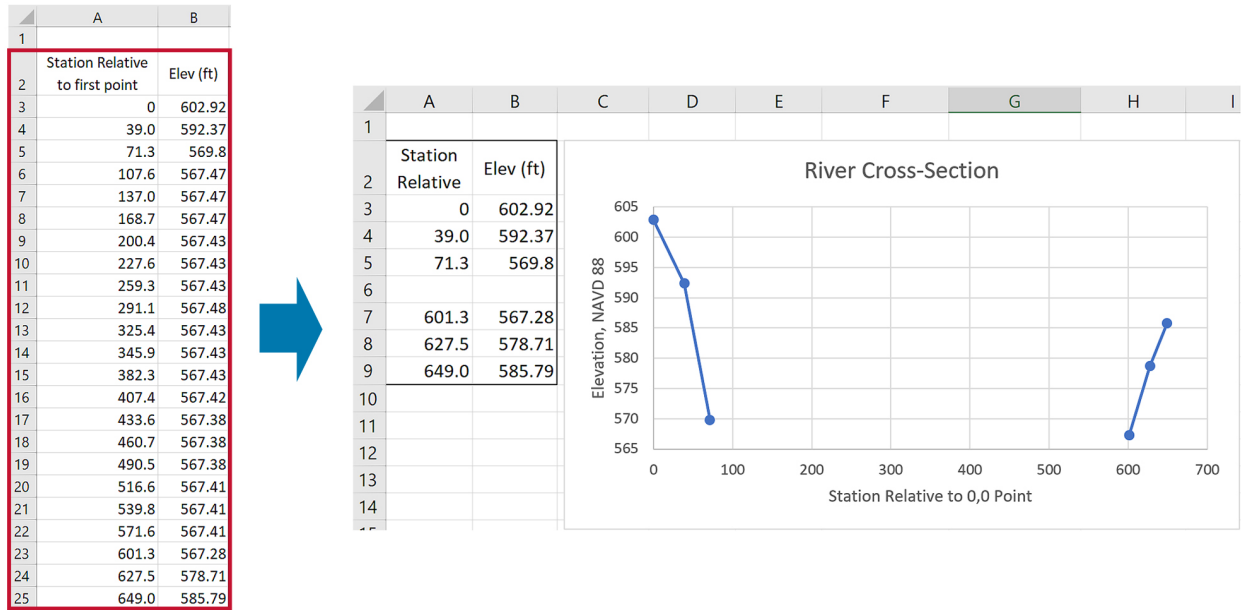 A B
1
2 Station Relative to first point Elev (ft)
3 0 602.92
4 39.0 592.37
5 71.3 569.8
6 107.6 567.47
7 137.0 567.47
8 168.7 567.47
9 200.4 567.43
10 227.6 567.43
11 259.3 567.43
12 291.1 567.48
13 325.4 567.43
14 345.9 567.43
15 382.3 567.43
16 407.4 567.42
17 433.6 567.38
18 460.7 567.38
19 490.5 567.38
20 516.6 567.41
21 539.8 567.41
22 571.6 567.41
23 601.3 567.28
24 627.5 578.71
25 649.0 585.79
A B C D E F G H I
1
2 Station Relative Elev (ft)
3 0 602.92
4 39.0 592.37
5 71.3 569.8
6
7 601.3 567.28
8 627.5 578.71
9 649.0 585.79
10
11
12
13
14
River Cross-Section
Elevation, NAVD 88
605
600
595
590
585
580
575
570
565
0 100 200 300 400 500 600 700
Station Relative to 0,0 Point